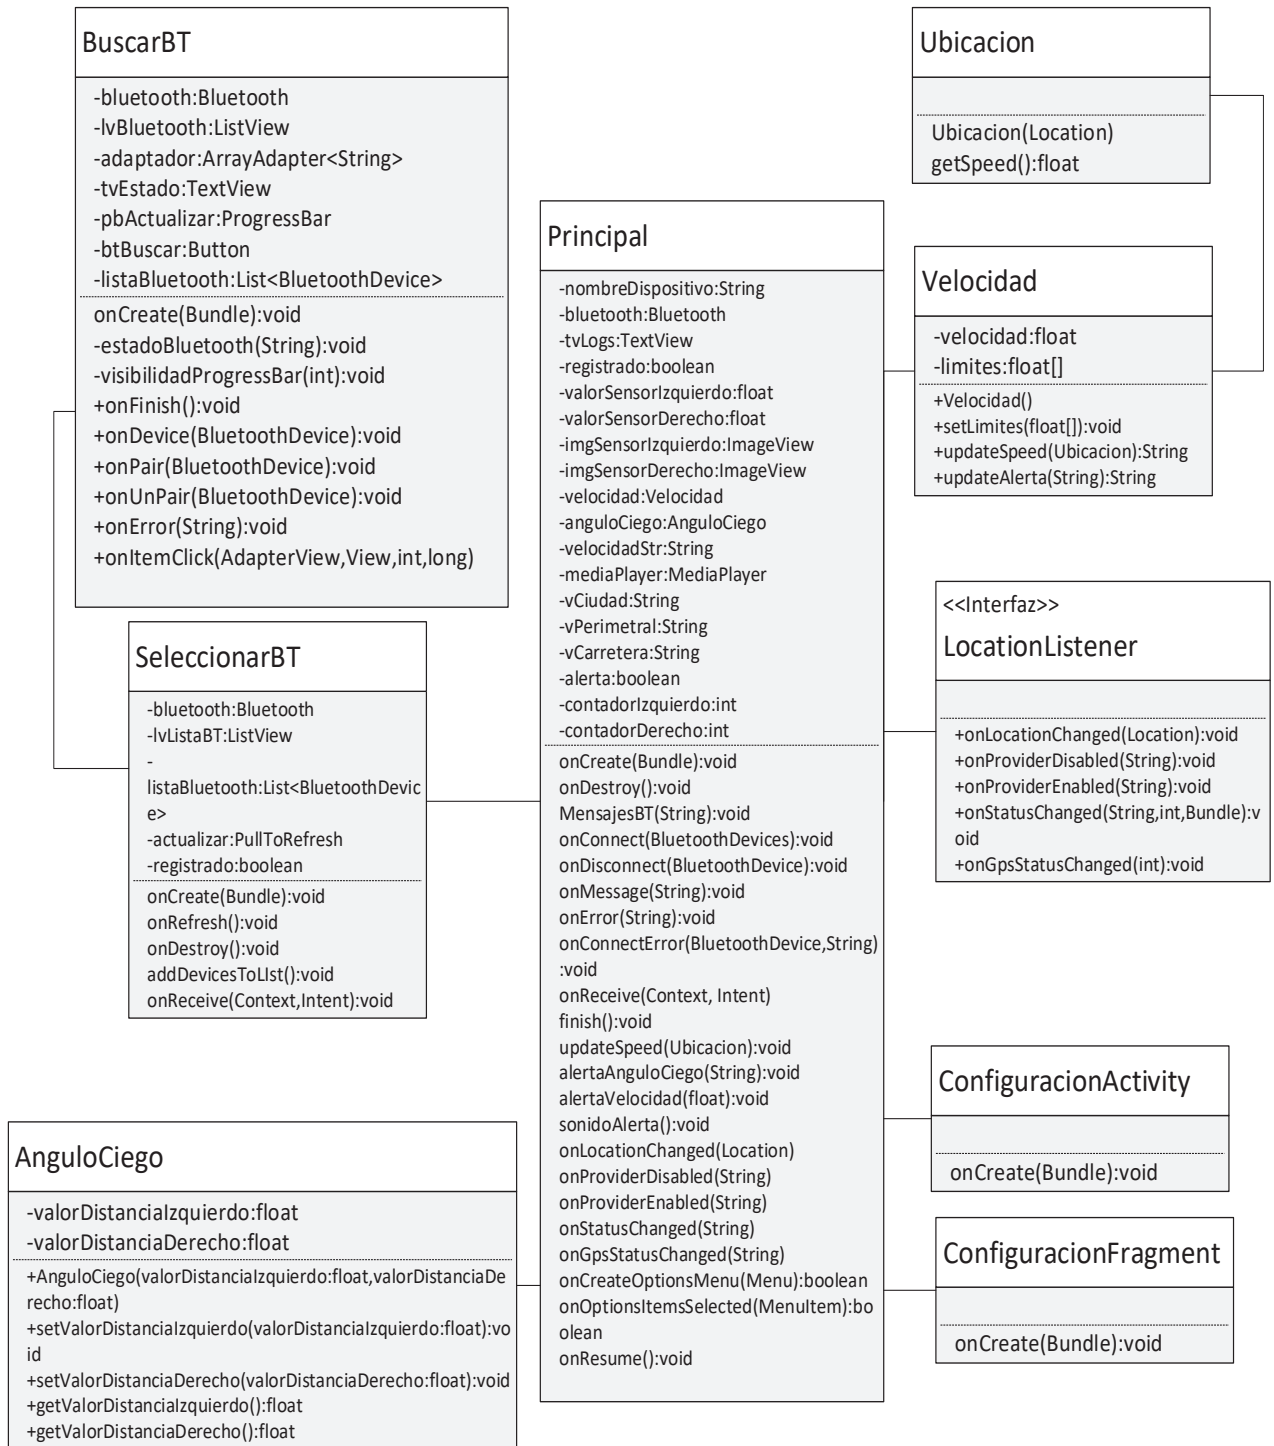 BuscarBT
-bluetooth:Bluetooth
-lvBluetooth:ListView
-adaptador:ArrayAdapter<String>
-tvEstado:TextView
-pbActualizar:ProgressBar
-btBuscar:Button
-listaBluetooth:List<BluetoothDevice>
onCreate(Bundle):void
-estadoBluetooth(String):void
-visibilidadProgressBar(int):void
+onFinish():void
+onDevice(BluetoothDevice):void
+onPair(BluetoothDevice):void
+onUnPair(BluetoothDevice):void
+onError(String):void
+onItemClick(AdapterView,View,int,long)
SeleccionarBT
-bluetooth:Bluetooth
-lvListaBT:ListView
-
listaBluetooth:List<BluetoothDevic
e>
-actualizar:PullToRefresh
-registrado:boolean
onCreate(Bundle):void
onRefresh():void
onDestroy():void
addDevicesToLIst():void
onReceive(Context,Intent):void
AnguloCiego
-valorDistanciaIzquierdo:float
-valorDistanciaDerecho:float
+AnguloCiego(valorDistanciaIzquierdo:float,valorDistanciaDe
recho:float)
+setValorDistanciaIzquierdo(valorDistanciaIzquierdo:float):vo
id
+setValorDistanciaDerecho(valorDistanciaDerecho:float):void
+getValorDistanciaIzquierdo():float
+getValorDistanciaDerecho():float
Principal
-nombreDispositivo:String
-bluetooth:Bluetooth
-tvLogs:TextView
-registrado:boolean
-valorSensorIzquierdo:float
-valorSensorDerecho:float
-imgSensorIzquierdo:ImageView
-imgSensorDerecho:ImageView
-velocidad:Velocidad
-anguloCiego:AnguloCiego
-velocidadStr:String
-mediaPlayer:MediaPlayer
-vCiudad:String
-vPerimetral:String
-vCarretera:String
-alerta:boolean
-contadorIzquierdo:int
-contadorDerecho:int
onCreate(Bundle):void
onDestroy():void
MensajesBT(String):void
onConnect(BluetoothDevices):void
onDisconnect(BluetoothDevice):void
onMessage(String):void
onError(String):void
onConnectError(BluetoothDevice,String)
:void
onReceive(Context, Intent)
finish():void
updateSpeed(Ubicacion):void
alertaAnguloCiego(String):void
alertaVelocidad(float):void
sonidoAlerta():void
onLocationChanged(Location)
onProviderDisabled(String)
onProviderEnabled(String)
onStatusChanged(String)
onGpsStatusChanged(String)
onCreateOptionsMenu(Menu):boolean
onOptionsItemsSelected(MenuItem):bo
olean
onResume():void
Ubicacion
Ubicacion(Location)
getSpeed():float
Velocidad
-velocidad:float
-limites:float[]
+Velocidad()
+setLimites(float[]):void
+updateSpeed(Ubicacion):String
+updateAlerta(String):String
<<Interfaz>>
LocationListener
+onLocationChanged(Location):void
+onProviderDisabled(String):void
+onProviderEnabled(String):void
+onStatusChanged(String,int,Bundle):v
oid
+onGpsStatusChanged(int):void
ConfiguracionActivity
onCreate(Bundle):void
ConfiguracionFragment
onCreate(Bundle):void